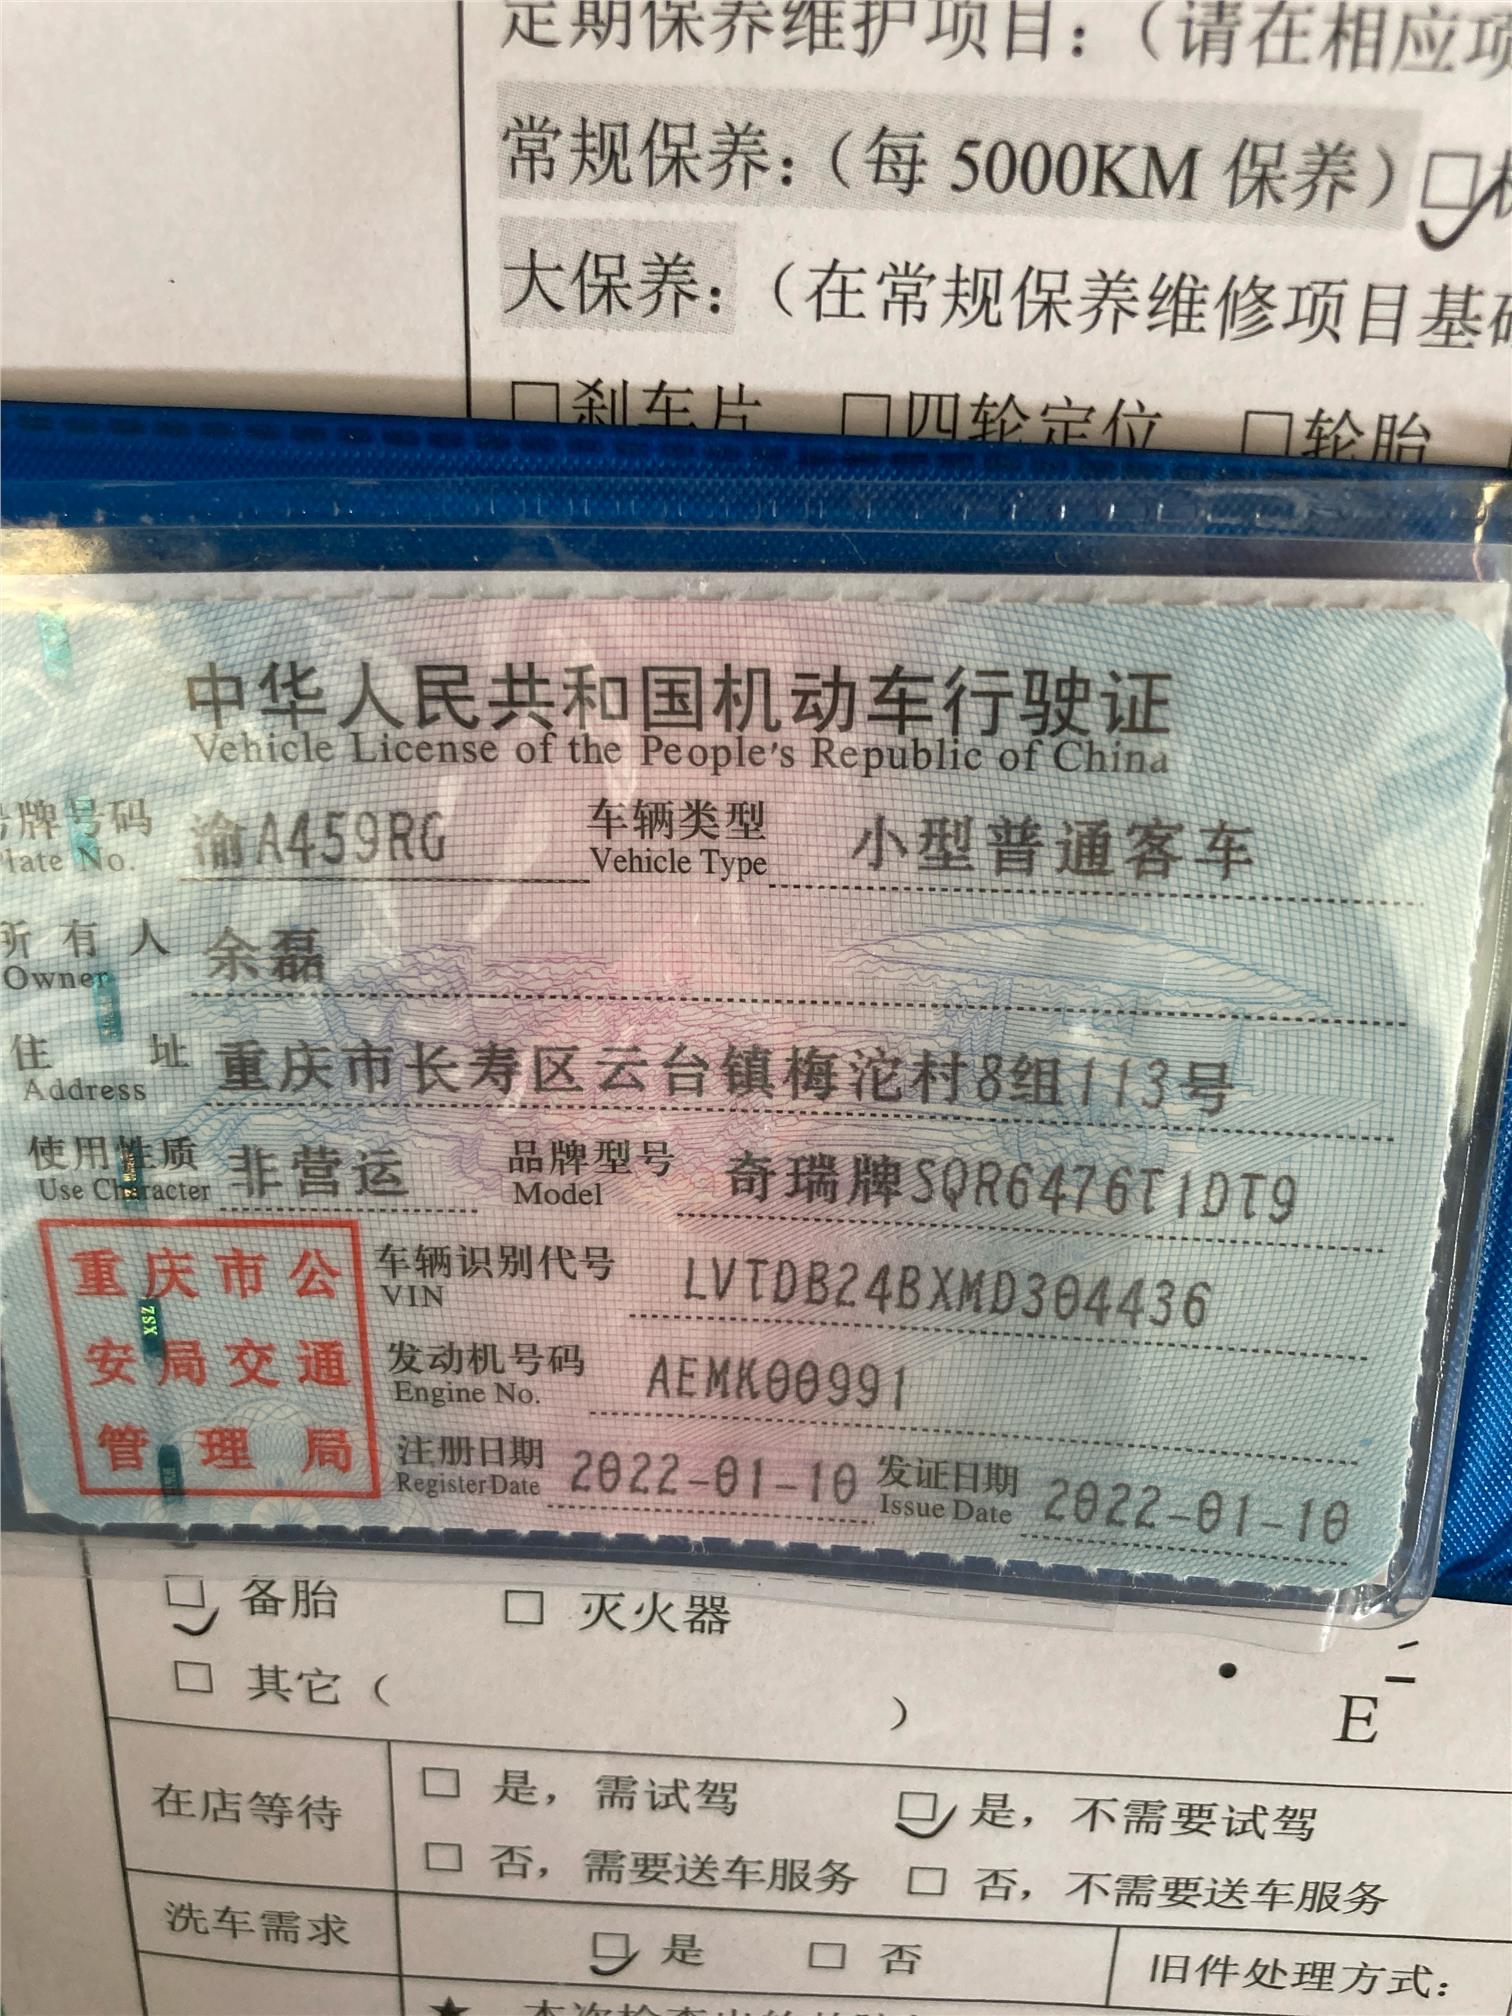 定期保养维护项目：（请在相应项
常规保养：（每 5000KM 保养）□
大保养：（在常规保养维修项目基础
□刹车片 □四轮定位 □轮胎
中华人民共和国机动车行驶证
Vehicle License of the People's Republic of China
号牌号码 渝A459RG 车辆类型 小型普通客车
Plate No. Vehicle Type
所有人 余磊
Owner
住址 重庆市长寿区云台镇梅沱村8组113号
Address
使用性质 非营运 品牌型号 奇瑞牌SQR6476T1DT9
Use Character Model
重庆市公
安局交通
管理局
车辆识别代号 LVTDB24BXMD304436
VIN
发动机号码 AEMK00991
Engine No.
注册日期 2022-01-10 发证日期 2022-01-10
Register Date Issue Date
□ 备胎 □ 灭火器
□ 其它（ ）
E
在店等待
□ 是，需试驾 □ 是，不需要试驾
□ 否，需要送车服务 □ 否，不需要送车服务
洗车需求 □ 是 □ 否 旧件处理方式：